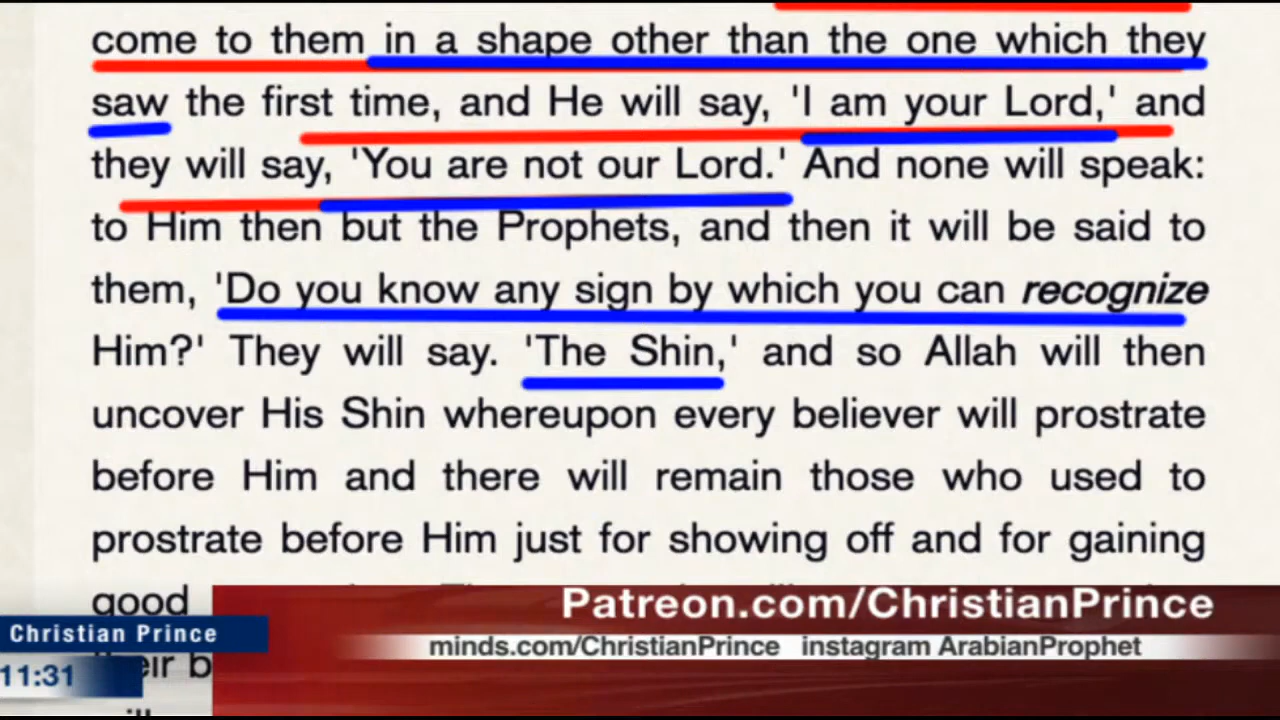 come to them in a shape other than the one which they
saw the first time, and He will say, 'I am your Lord,' and
they will say, 'You are not our Lord.' And none will speak:
to Him then but the Prophets, and then it will be said to
them, 'Do you know any sign by which you can recognize
Him?' They will say. 'The Shin,' and so Allah will then
uncover His Shin whereupon every believer will prostrate
before Him and there will remain those who used to
prostrate before Him just for showing off and for gaining
good
Patreon.com/ChristianPrince
Christian Prince
minds.com/ChristianPrince instagram ArabianProphet
their b
11:31